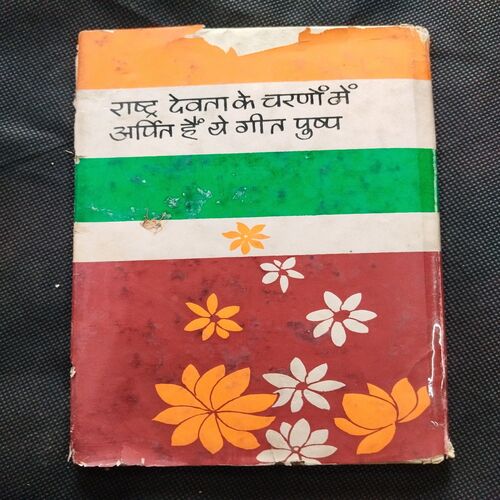 राष्ट्र देवता के चरणों में
अर्पित हैं ये गीत पुष्प